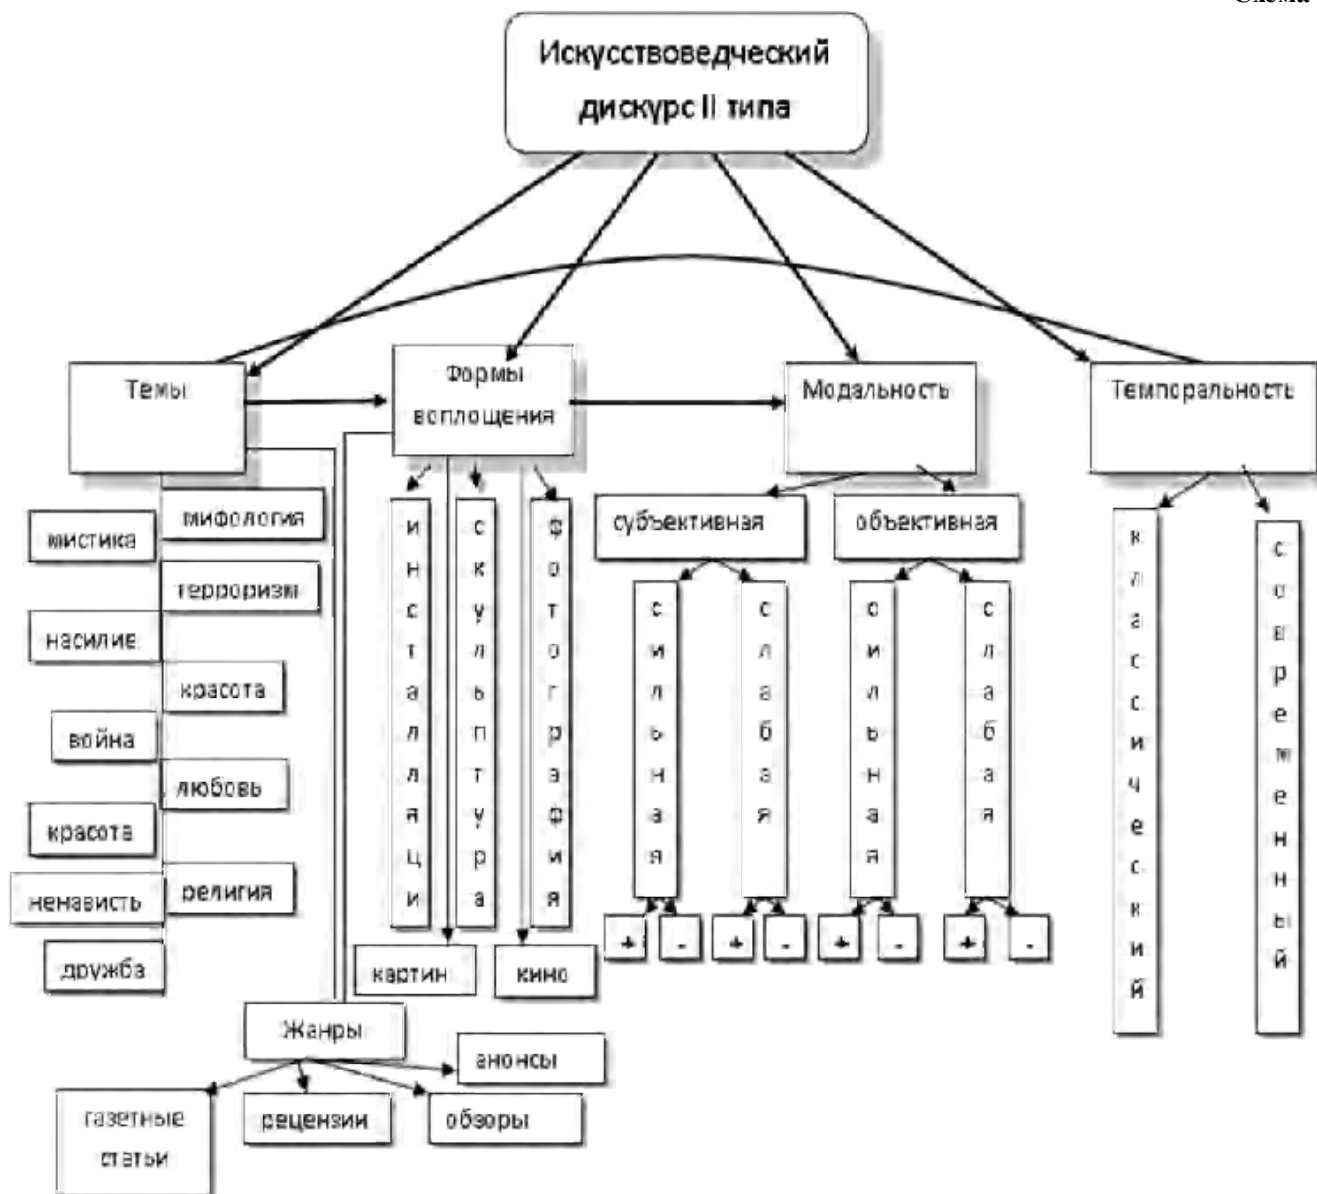 Схема
Искусствоведческий
дискурс II типа
Темы
Формы
воплощения
Модальность
Темпоральность
мистика
мифология
терроризм
насилие
красота
война
любовь
красота
ненависть
религия
дружба
инсталляци
скульптура
фотография
картин
кино
субъективная
объективная
сильная
слабая
сильная
слабая
+
-
+
-
+
-
+
-
классический
современный
Жанры
анонсы
газетные
статьи
рецензии
обзоры